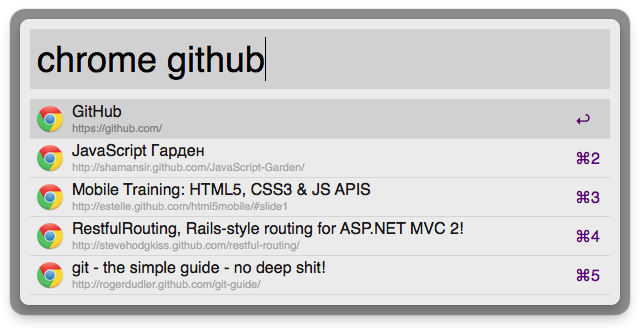 chrome github
GitHub
https://github.com/
↩
JavaScript Гарден
http://shamansir.github.com/JavaScript-Garden/
⌘2
Mobile Training: HTML5, CSS3 & JS APIS
http://estelle.github.com/html5mobile/#slide1
⌘3
RestfulRouting, Rails-style routing for ASP.NET MVC 2!
http://stevehodgkiss.github.com/restful-routing/
⌘4
git - the simple guide - no deep shit!
http://rogerdudler.github.com/git-guide/
⌘5